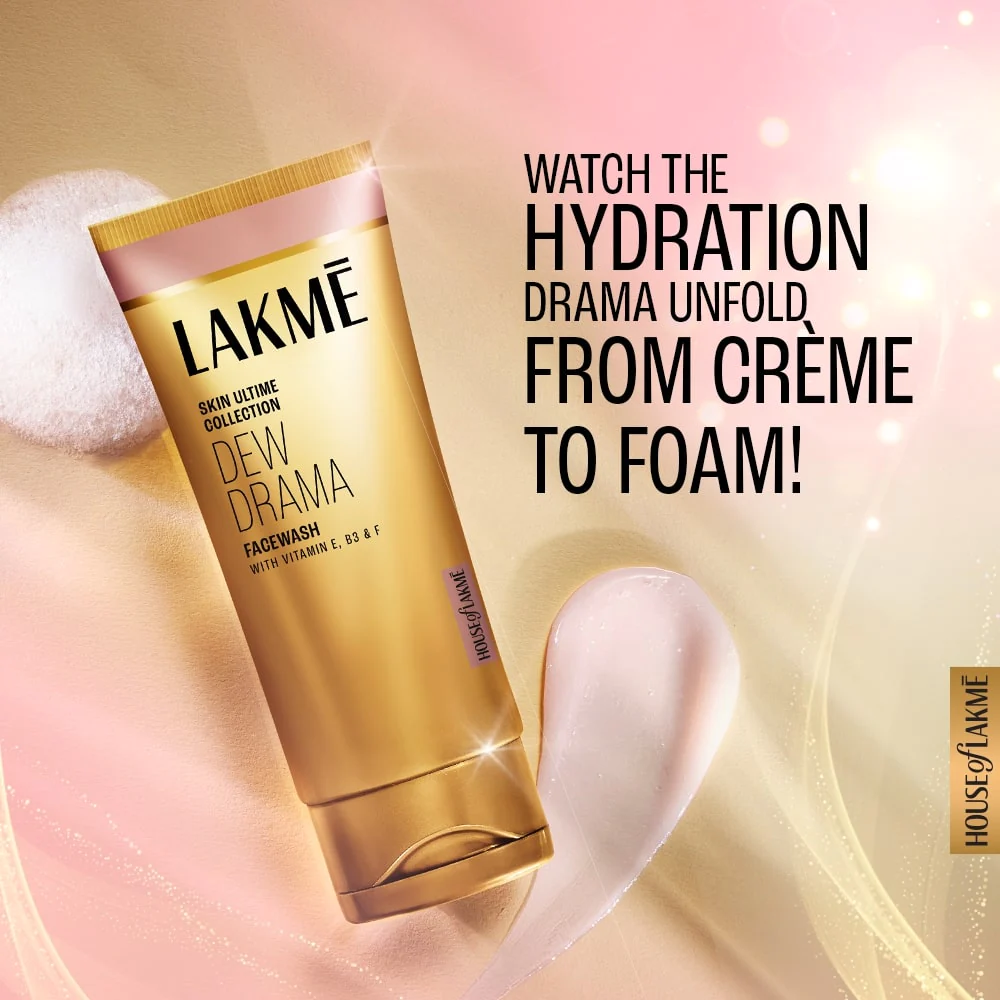 LAKMĒ
SKIN ULTIME
COLLECTION
DEW
DRAMA
FACEWASH
WITH VITAMIN E, B3 & F
HOUSE of LAKMĒ
WATCH THE
HYDRATION
DRAMA UNFOLD
FROM CRÈME
TO FOAM!
HOUSE of LAKMĒ